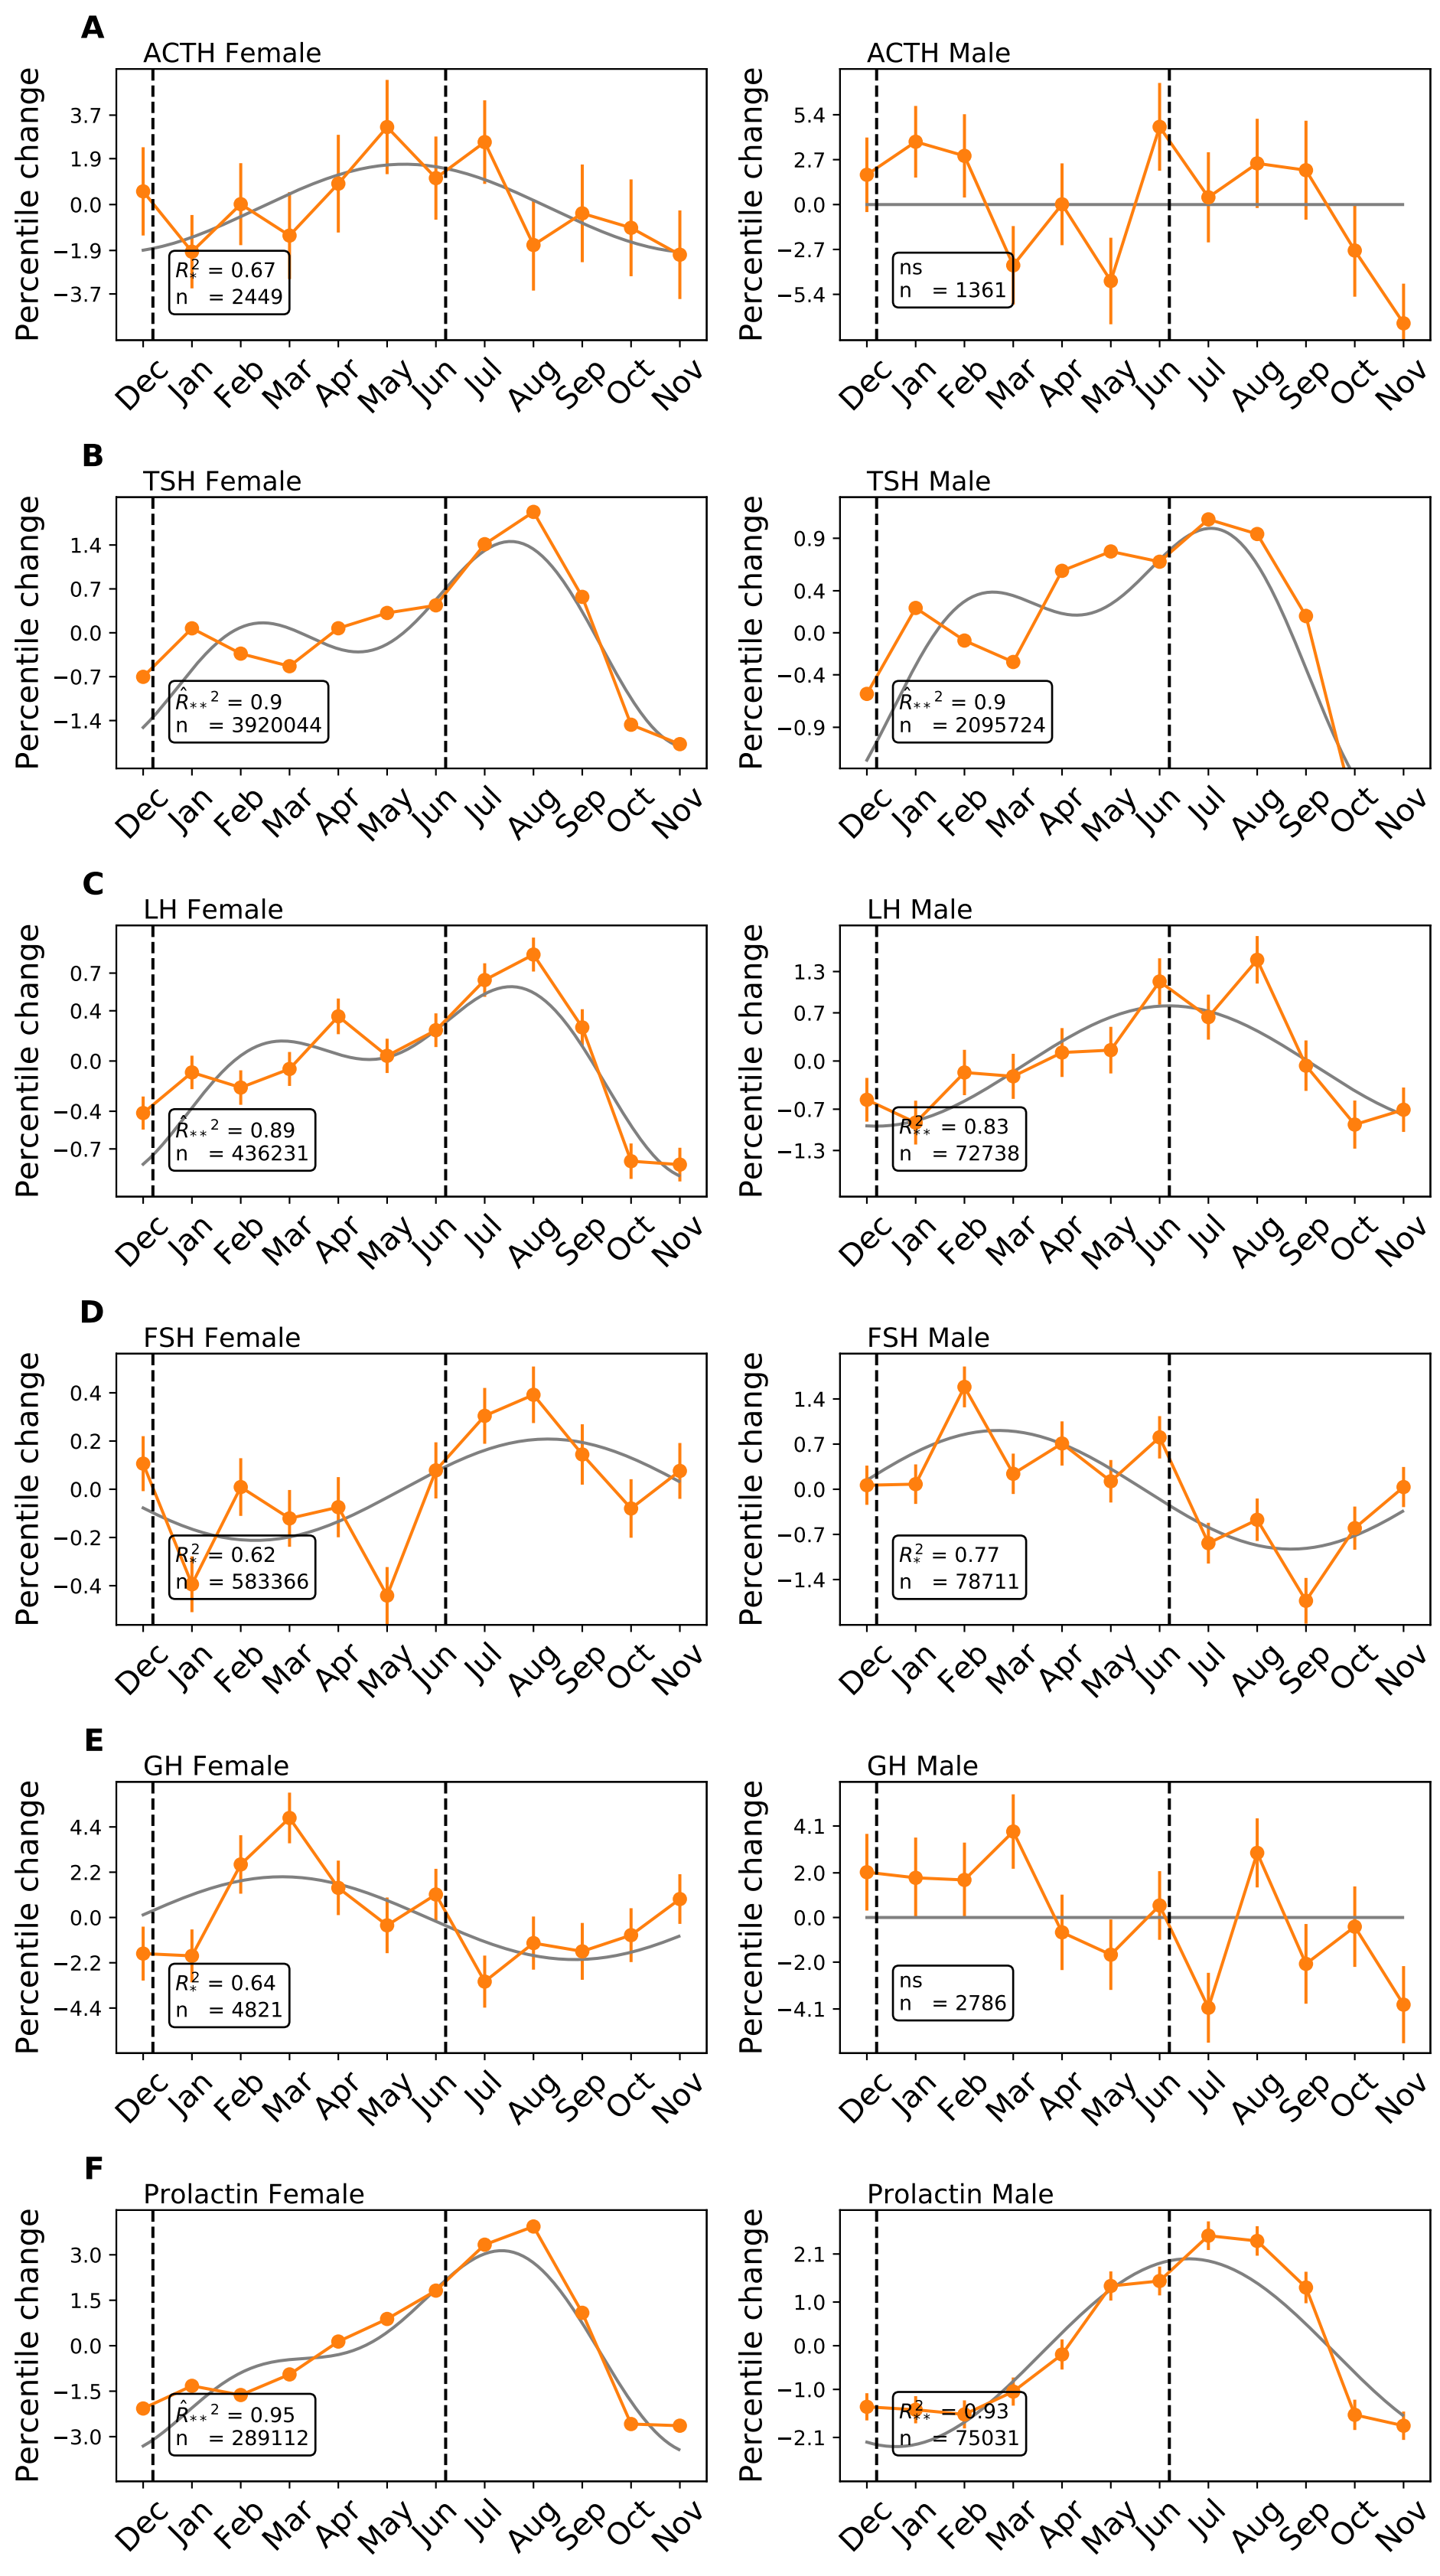 A
ACTH Female
Percentile change
3.7
1.9
0.0
−1.9
−3.7
R²* = 0.67
n = 2449
Dec Jan Feb Mar Apr May Jun Jul Aug Sep Oct Nov
ACTH Male
Percentile change
5.4
2.7
0.0
−2.7
−5.4
ns
n = 1361
Dec Jan Feb Mar Apr May Jun Jul Aug Sep Oct Nov
B
TSH Female
Percentile change
1.4
0.7
0.0
−0.7
−1.4
R̂**² = 0.9
n = 3920044
Dec Jan Feb Mar Apr May Jun Jul Aug Sep Oct Nov
TSH Male
Percentile change
0.9
0.4
0.0
−0.4
−0.9
R̂**² = 0.9
n = 2095724
Dec Jan Feb Mar Apr May Jun Jul Aug Sep Oct Nov
C
LH Female
Percentile change
0.7
0.4
0.0
−0.4
−0.7
R̂**² = 0.89
n = 436231
Dec Jan Feb Mar Apr May Jun Jul Aug Sep Oct Nov
LH Male
Percentile change
1.3
0.7
0.0
−0.7
−1.3
R²** = 0.83
n = 72738
Dec Jan Feb Mar Apr May Jun Jul Aug Sep Oct Nov
D
FSH Female
Percentile change
0.4
0.2
0.0
−0.2
−0.4
R²* = 0.62
n = 583366
Dec Jan Feb Mar Apr May Jun Jul Aug Sep Oct Nov
FSH Male
Percentile change
1.4
0.7
0.0
−0.7
−1.4
R²* = 0.77
n = 78711
Dec Jan Feb Mar Apr May Jun Jul Aug Sep Oct Nov
E
GH Female
Percentile change
4.4
2.2
0.0
−2.2
−4.4
R²* = 0.64
n = 4821
Dec Jan Feb Mar Apr May Jun Jul Aug Sep Oct Nov
GH Male
Percentile change
4.1
2.0
0.0
−2.0
−4.1
ns
n = 2786
Dec Jan Feb Mar Apr May Jun Jul Aug Sep Oct Nov
F
Prolactin Female
Percentile change
3.0
1.5
0.0
−1.5
−3.0
R̂**² = 0.95
n = 289112
Dec Jan Feb Mar Apr May Jun Jul Aug Sep Oct Nov
Prolactin Male
Percentile change
2.1
1.0
0.0
−1.0
−2.1
R²** = 0.93
n = 75031
Dec Jan Feb Mar Apr May Jun Jul Aug Sep Oct Nov